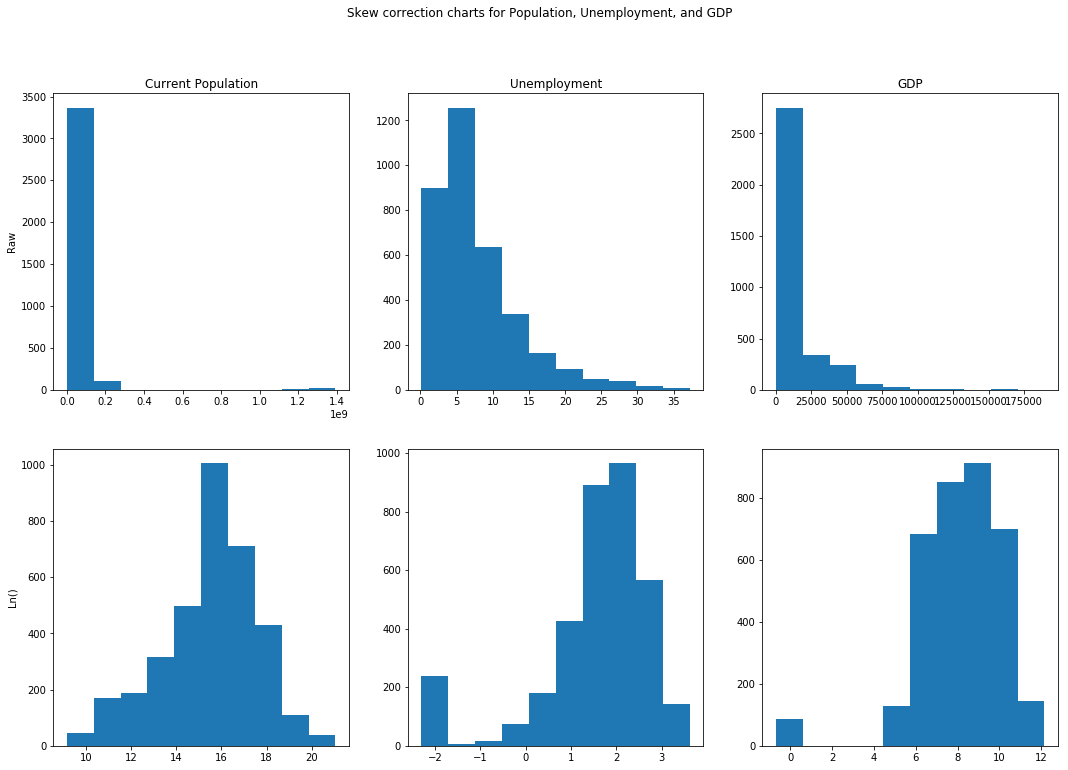 Skew correction charts for Population, Unemployment, and GDP
Current Population
Unemployment
GDP
3500
3000
2500
2000
1500
1000
500
0
Raw
0.0 0.2 0.4 0.6 0.8 1.0 1.2 1.4
1e9
1200
1000
800
600
400
200
0
0 5 10 15 20 25 30 35
2500
2000
1500
1000
500
0
0 25000 50000 75000 100000 125000 150000 175000
1000
800
600
400
200
0
Ln()
10 12 14 16 18 20
1000
800
600
400
200
0
−2 −1 0 1 2 3
800
600
400
200
0
0 2 4 6 8 10 12